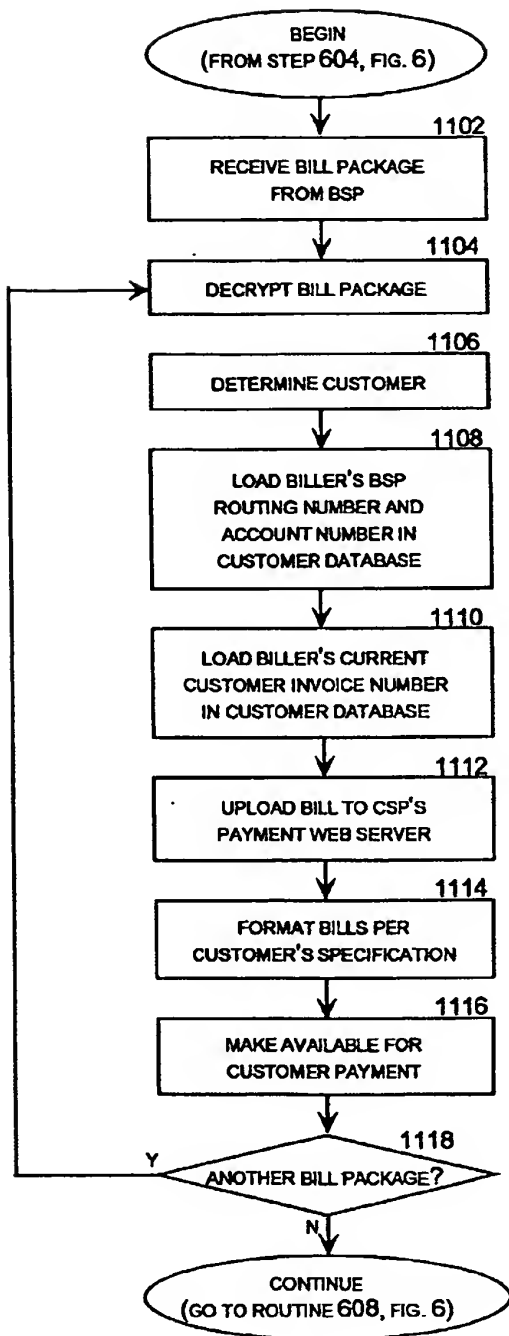 BEGIN
(FROM STEP 604, FIG. 6)
1102
RECEIVE BILL PACKAGE
FROM BSP
1104
DECRYPT BILL PACKAGE
1106
DETERMINE CUSTOMER
1108
LOAD BILLER'S BSP
ROUTING NUMBER AND
ACCOUNT NUMBER IN
CUSTOMER DATABASE
1110
LOAD BILLER'S CURRENT
CUSTOMER INVOICE NUMBER
IN CUSTOMER DATABASE
1112
UPLOAD BILL TO CSP'S
PAYMENT WEB SERVER
1114
FORMAT BILLS PER
CUSTOMER'S SPECIFICATION
1116
MAKE AVAILABLE FOR
CUSTOMER PAYMENT
1118
Y
ANOTHER BILL PACKAGE?
N
CONTINUE
(GO TO ROUTINE 608, FIG. 6)